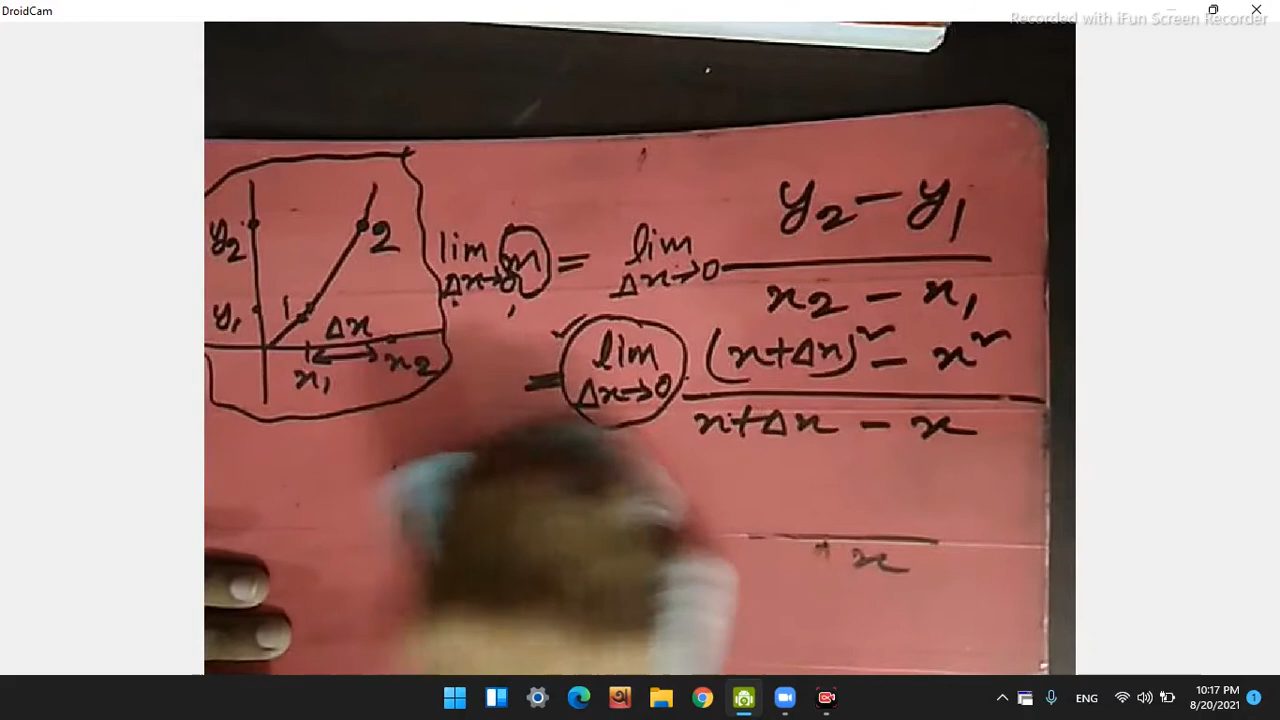 DroidCam
Recorded with iFun Screen Recorder
y₂ 2 y₁ 1 Δx x₁ x₂
lim Δx→0 m = lim Δx→0 y₂ − y₁ / x₂ − x₁
= lim Δx→0 (x+Δx)² − x² / x+Δx − x
x
ENG
10:17 PM
8/20/2021
1